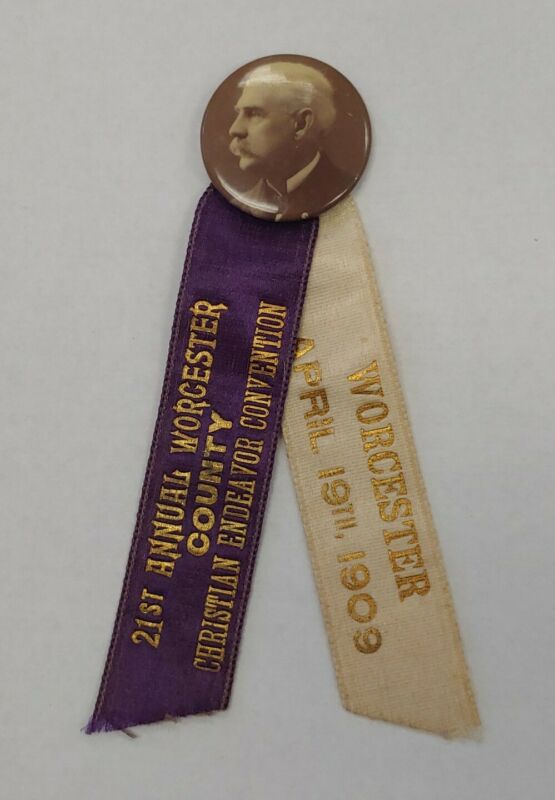 21ST ANNUAL WORCESTER
COUNTY
CHRISTIAN ENDEAVOR CONVENTION
WORCESTER
APRIL 19TH, 1909